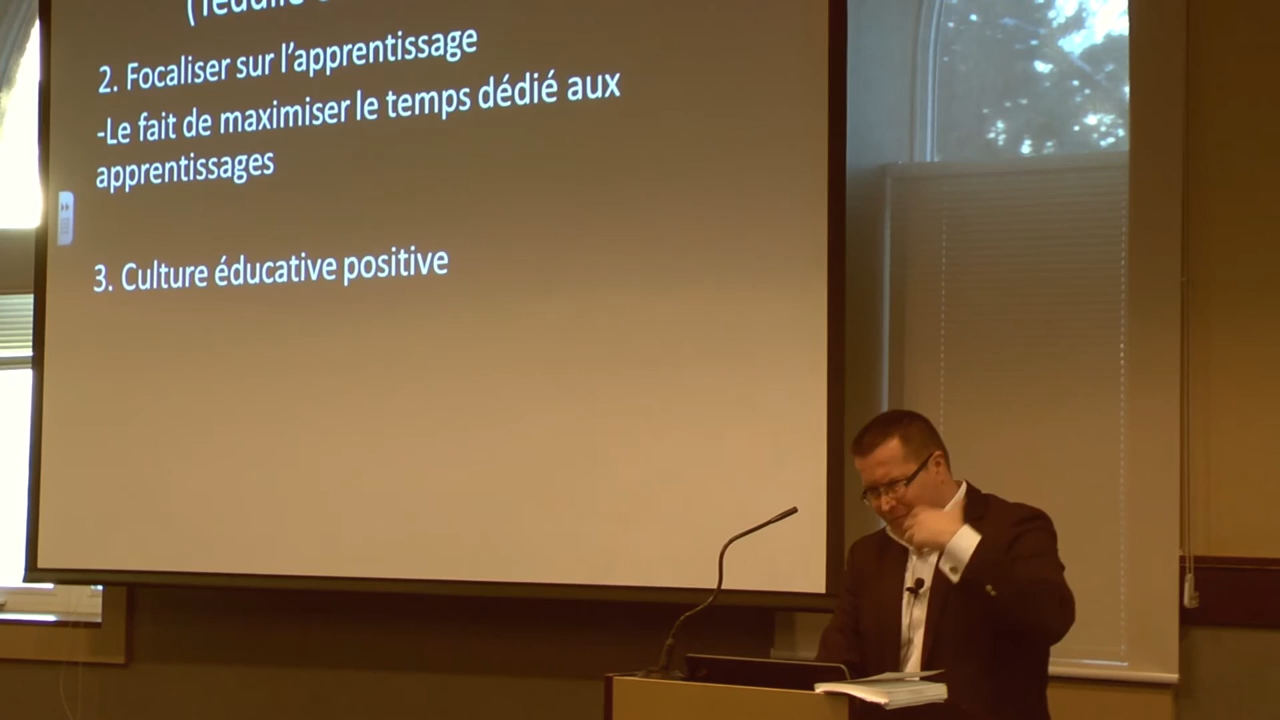 2. Focaliser sur l'apprentissage
-Le fait de maximiser le temps dédié aux
apprentissages
3. Culture éducative positive